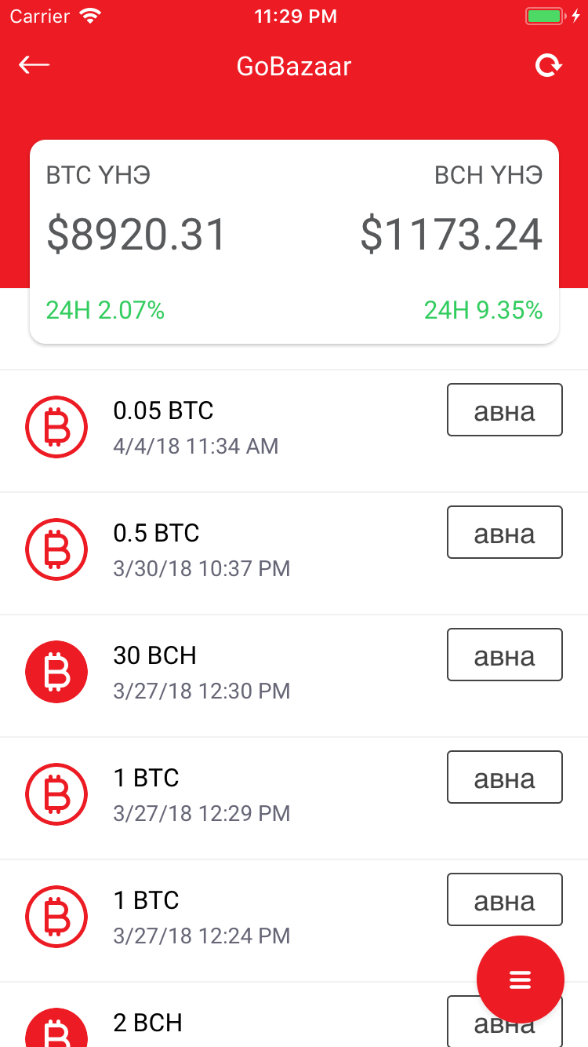 Carrier 11:29 PM
GoBazaar
ВТС ҮНЭ ВСН ҮНЭ
$8920.31 $1173.24
24H 2.07% 24H 9.35%
0.05 BTC авна
4/4/18 11:34 AM
0.5 BTC авна
3/30/18 10:37 PM
30 BCH авна
3/27/18 12:30 PM
1 BTC авна
3/27/18 12:29 PM
1 BTC авна
3/27/18 12:24 PM
2 BCH авна